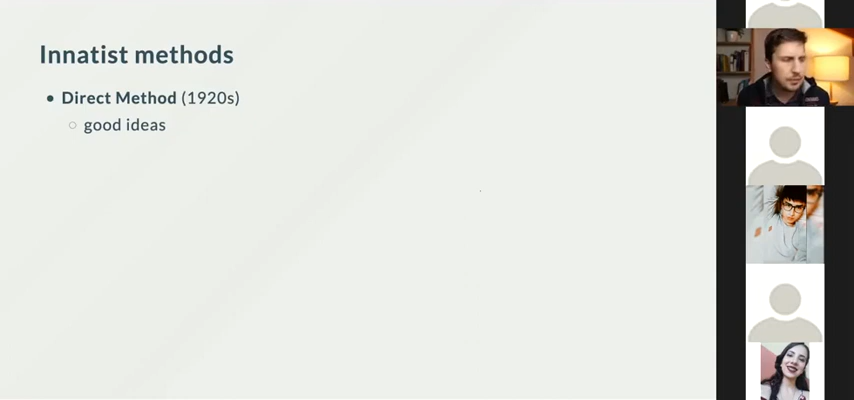 Innatist methods
• Direct Method (1920s)
○ good ideas